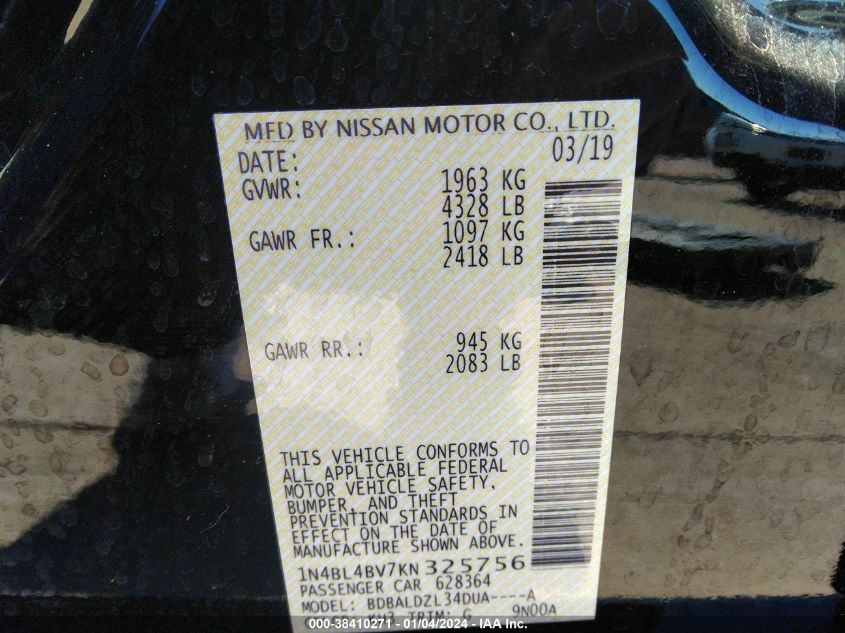 MFD BY NISSAN MOTOR CO., LTD.
DATE: 03/19
GVWR: 1963 KG
4328 LB
GAWR FR.: 1097 KG
2418 LB
GAWR RR.: 945 KG
2083 LB
THIS VEHICLE CONFORMS TO
ALL APPLICABLE FEDERAL
MOTOR VEHICLE SAFETY,
BUMPER, AND THEFT
PREVENTION STANDARDS IN
EFFECT ON THE DATE OF
MANUFACTURE SHOWN ABOVE.
1N4BL4BV7KN 325756
PASSENGER CAR 628364
MODEL: BDBALDZL34DUA----A
TRIM: G 9N00A
000-38410271 - 01/04/2024 - IAA Inc.